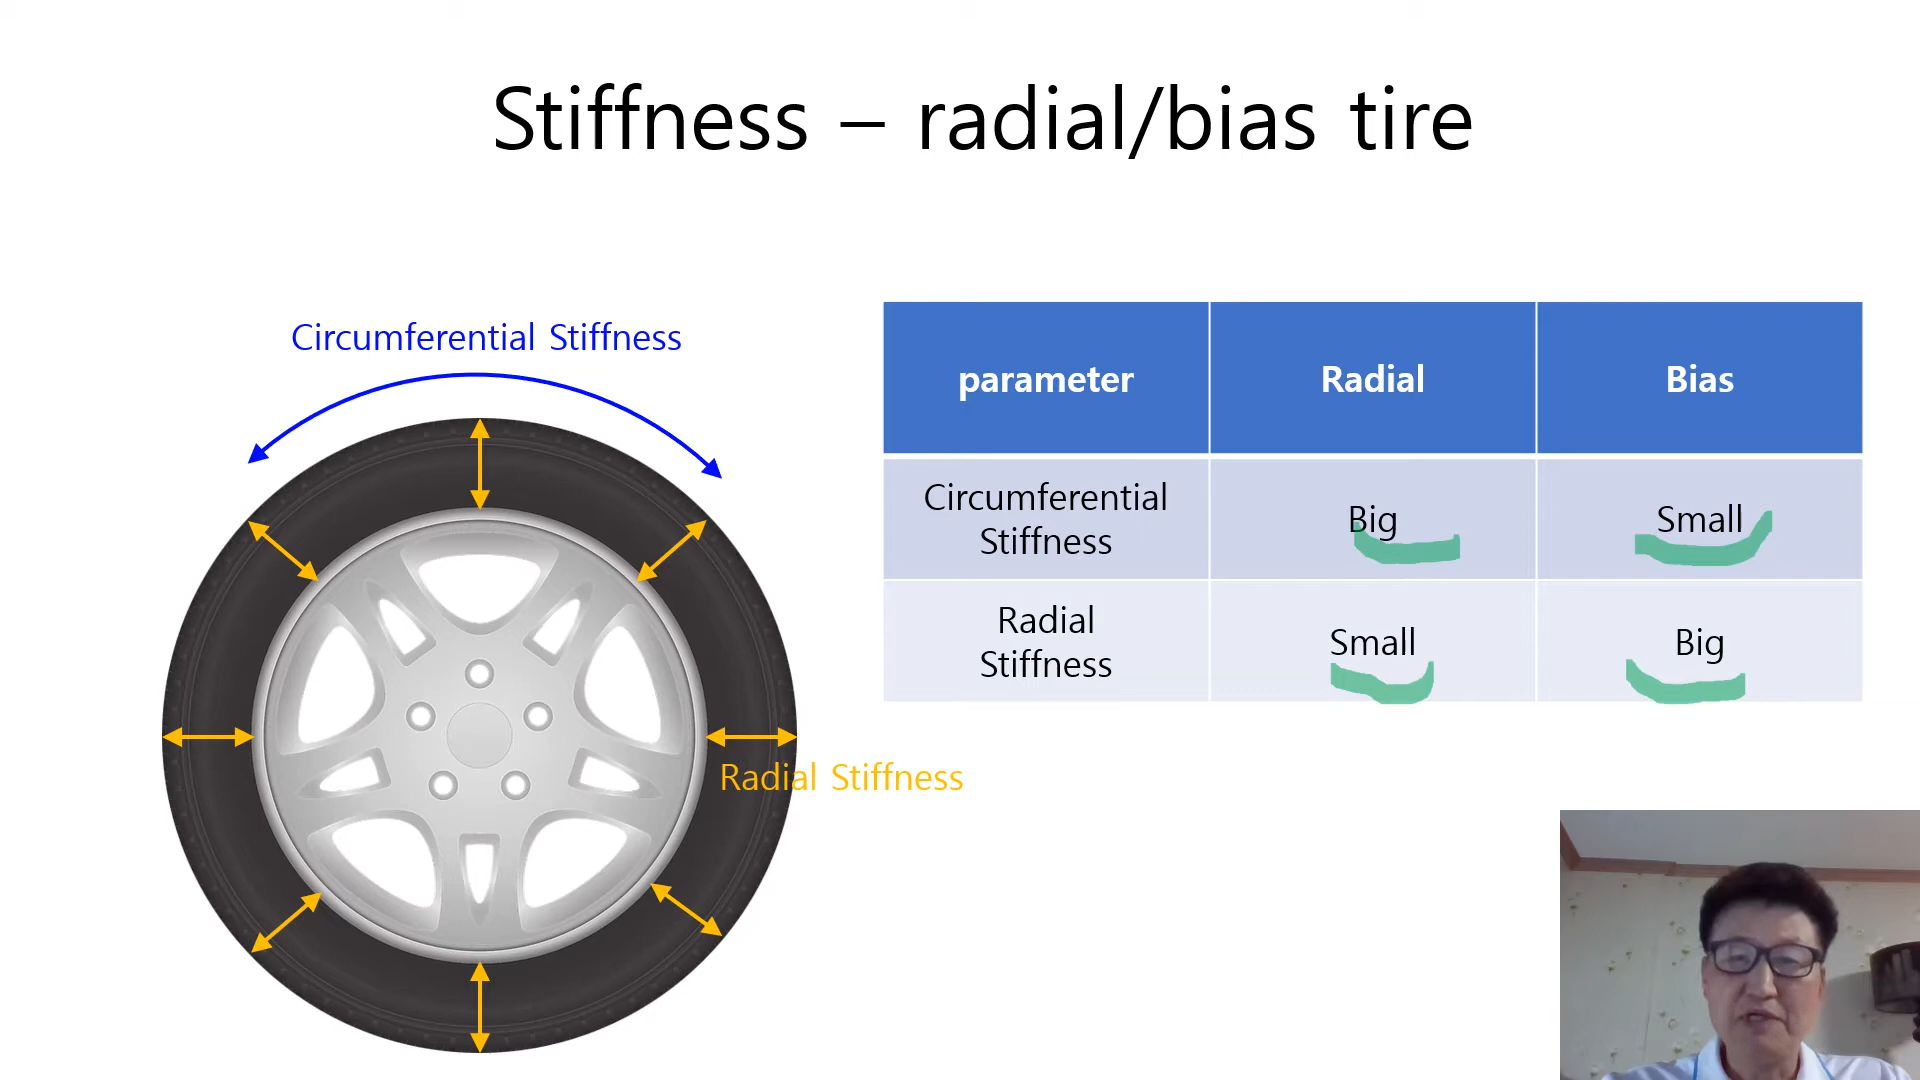 Stiffness – radial/bias tire
Circumferential Stiffness
Radial Stiffness
parameter Radial Bias
Circumferential
Stiffness
Big Small
Radial
Stiffness
Small Big